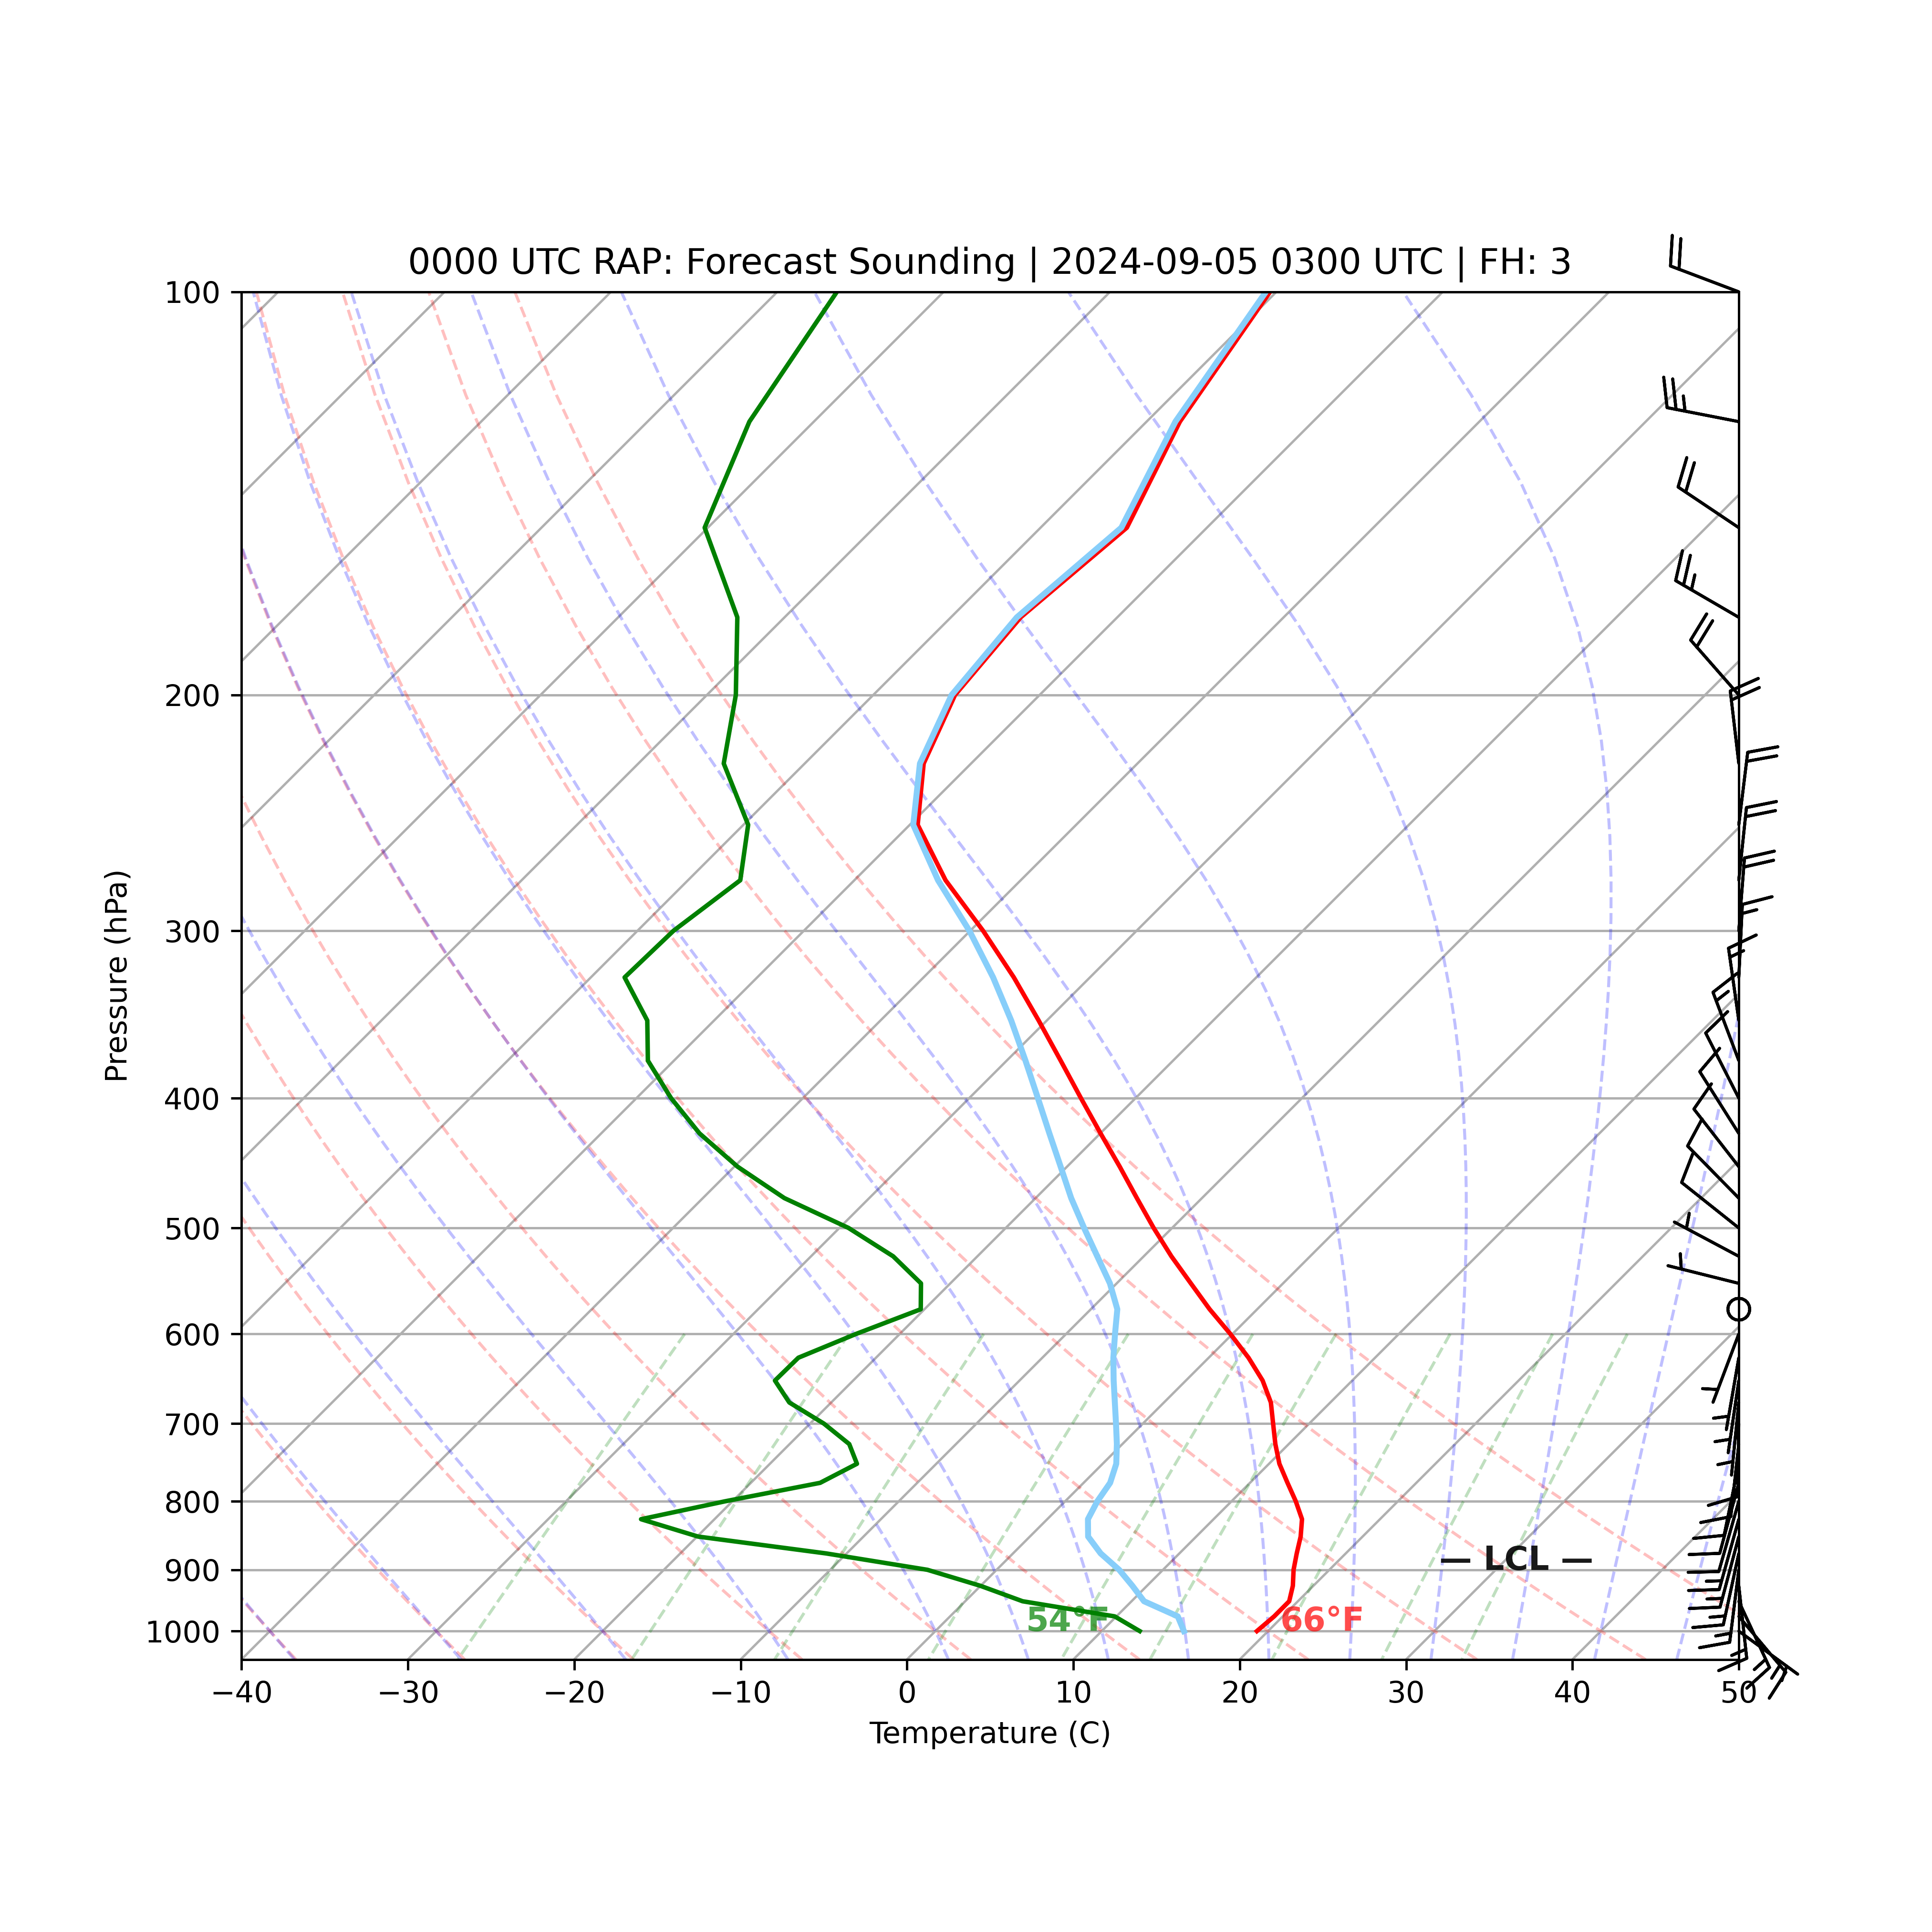 0000 UTC RAP: Forecast Sounding | 2024-09-05 0300 UTC | FH: 3
100
200
300
400
500
600
700
800
900
1000
Pressure (hPa)
— LCL —
54°F
66°F
−40 −30 −20 −10 0 10 20 30 40 50
Temperature (C)